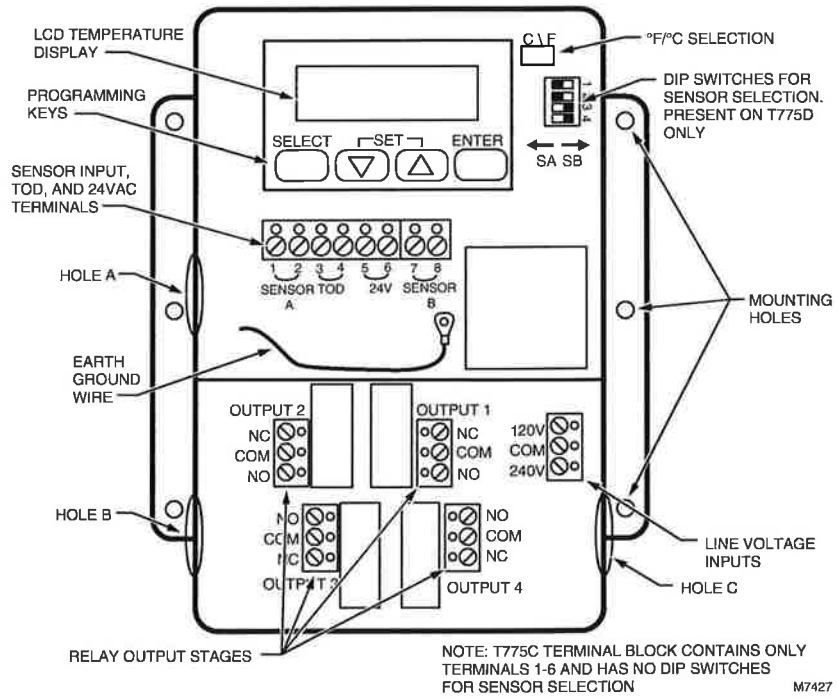 LCD TEMPERATURE
DISPLAY
C \ F
°F/°C SELECTION
PROGRAMMING
KEYS
1
2
3
4
DIP SWITCHES FOR
SENSOR SELECTION.
PRESENT ON T775D
ONLY
SELECT
SET
ENTER
SA SB
SENSOR INPUT,
TOD, AND 24VAC
TERMINALS
1 2 3 4 5 6 7 8
SENSOR TOD 24V SENSOR
A B
HOLE A
MOUNTING
HOLES
EARTH
GROUND
WIRE
OUTPUT 2
NC
COM
NO
OUTPUT 1
NC
COM
NO
120V
COM
240V
HOLE B
NO
COM
NC
OUTPUT 3
NO
COM
NC
OUTPUT 4
LINE VOLTAGE
INPUTS
HOLE C
RELAY OUTPUT STAGES
NOTE: T775C TERMINAL BLOCK CONTAINS ONLY
TERMINALS 1-6 AND HAS NO DIP SWITCHES
FOR SENSOR SELECTION
M7427